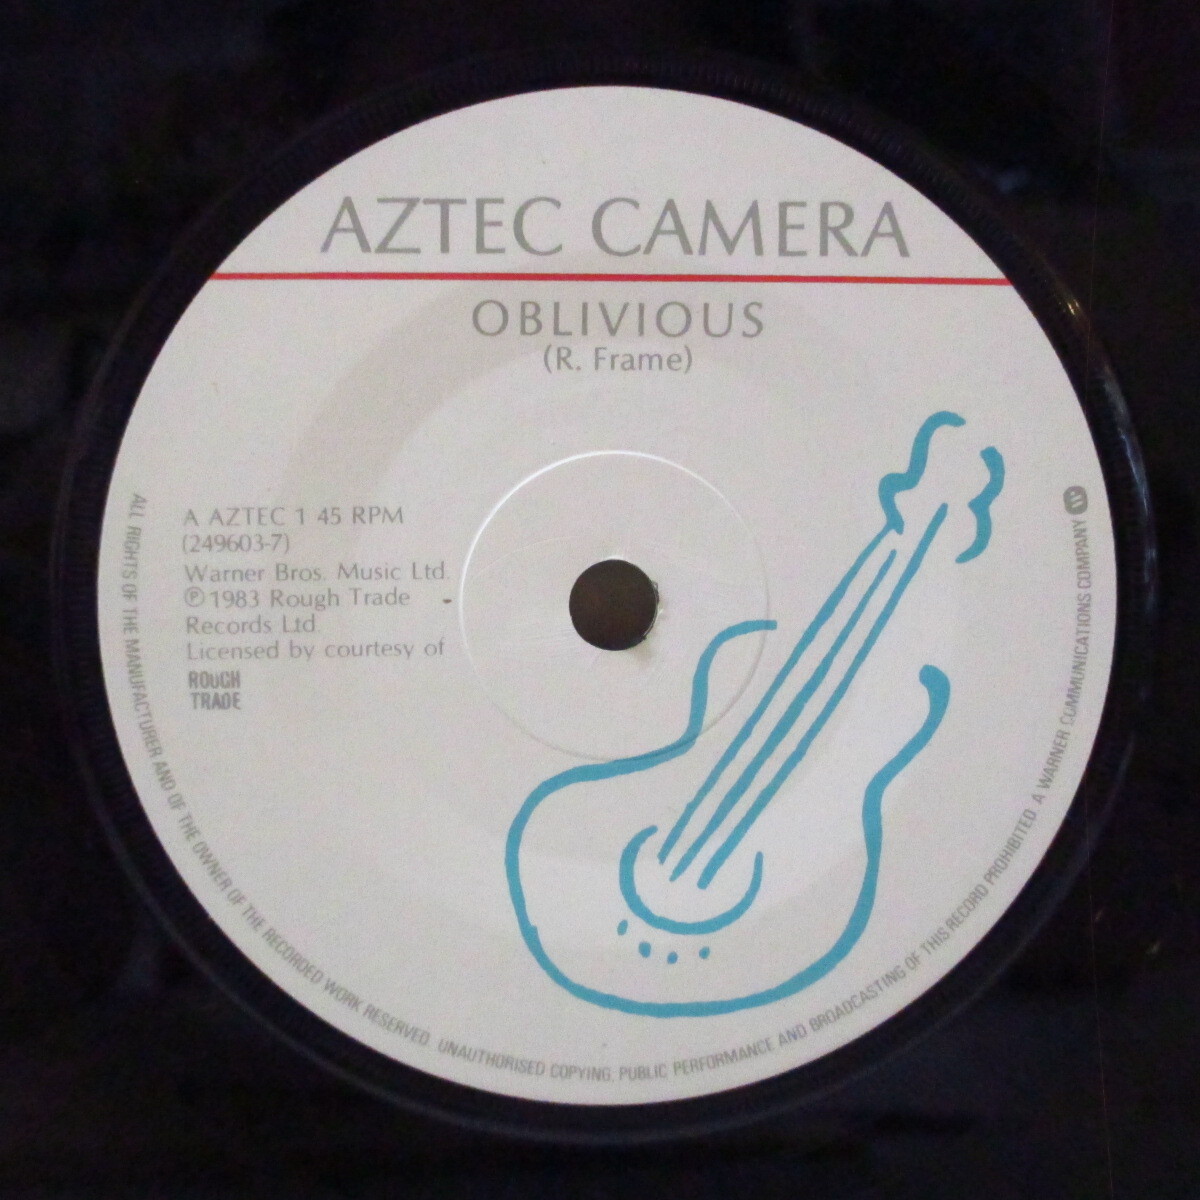 AZTEC CAMERA
OBLIVIOUS
(R. Frame)
A AZTEC 1 45 RPM
(249603-7)
Warner Bros. Music Ltd.
℗ 1983 Rough Trade
Records Ltd
Licensed by courtesy of
ROUGH
TRADE
ALL RIGHTS OF THE MANUFACTURER AND OF THE OWNER OF THE RECORDED WORK RESERVED. UNAUTHORISED COPYING, PUBLIC PERFORMANCE AND BROADCASTING OF THIS RECORD PROHIBITED. A WARNER COMMUNICATIONS COMPANY